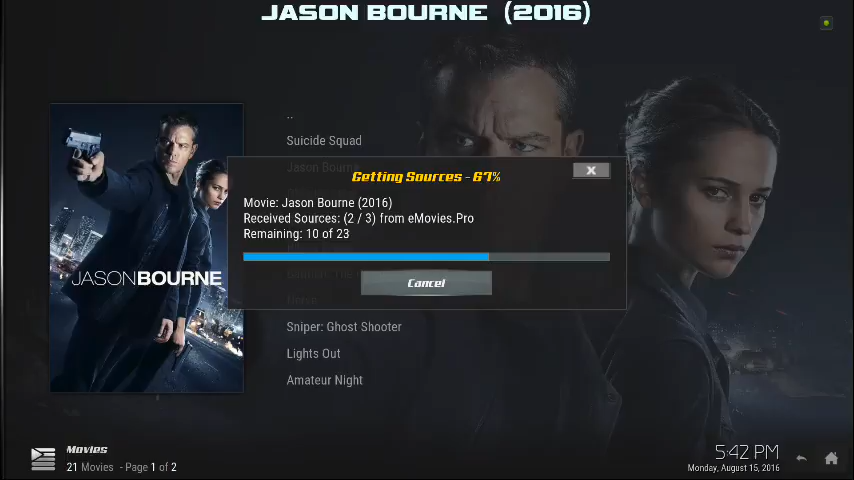 JASON BOURNE (2016)
..
Suicide Squad
Jason Bourne
Getting Sources - 67%
X
Movie: Jason Bourne (2016)
Received Sources: (2 / 3) from eMovies.Pro
Remaining: 10 of 23
Cancel
JASONBOURNE
Sniper: Ghost Shooter
Lights Out
Amateur Night
Movies
21 Movies - Page 1 of 2
5:42 PM
Monday, August 15, 2016